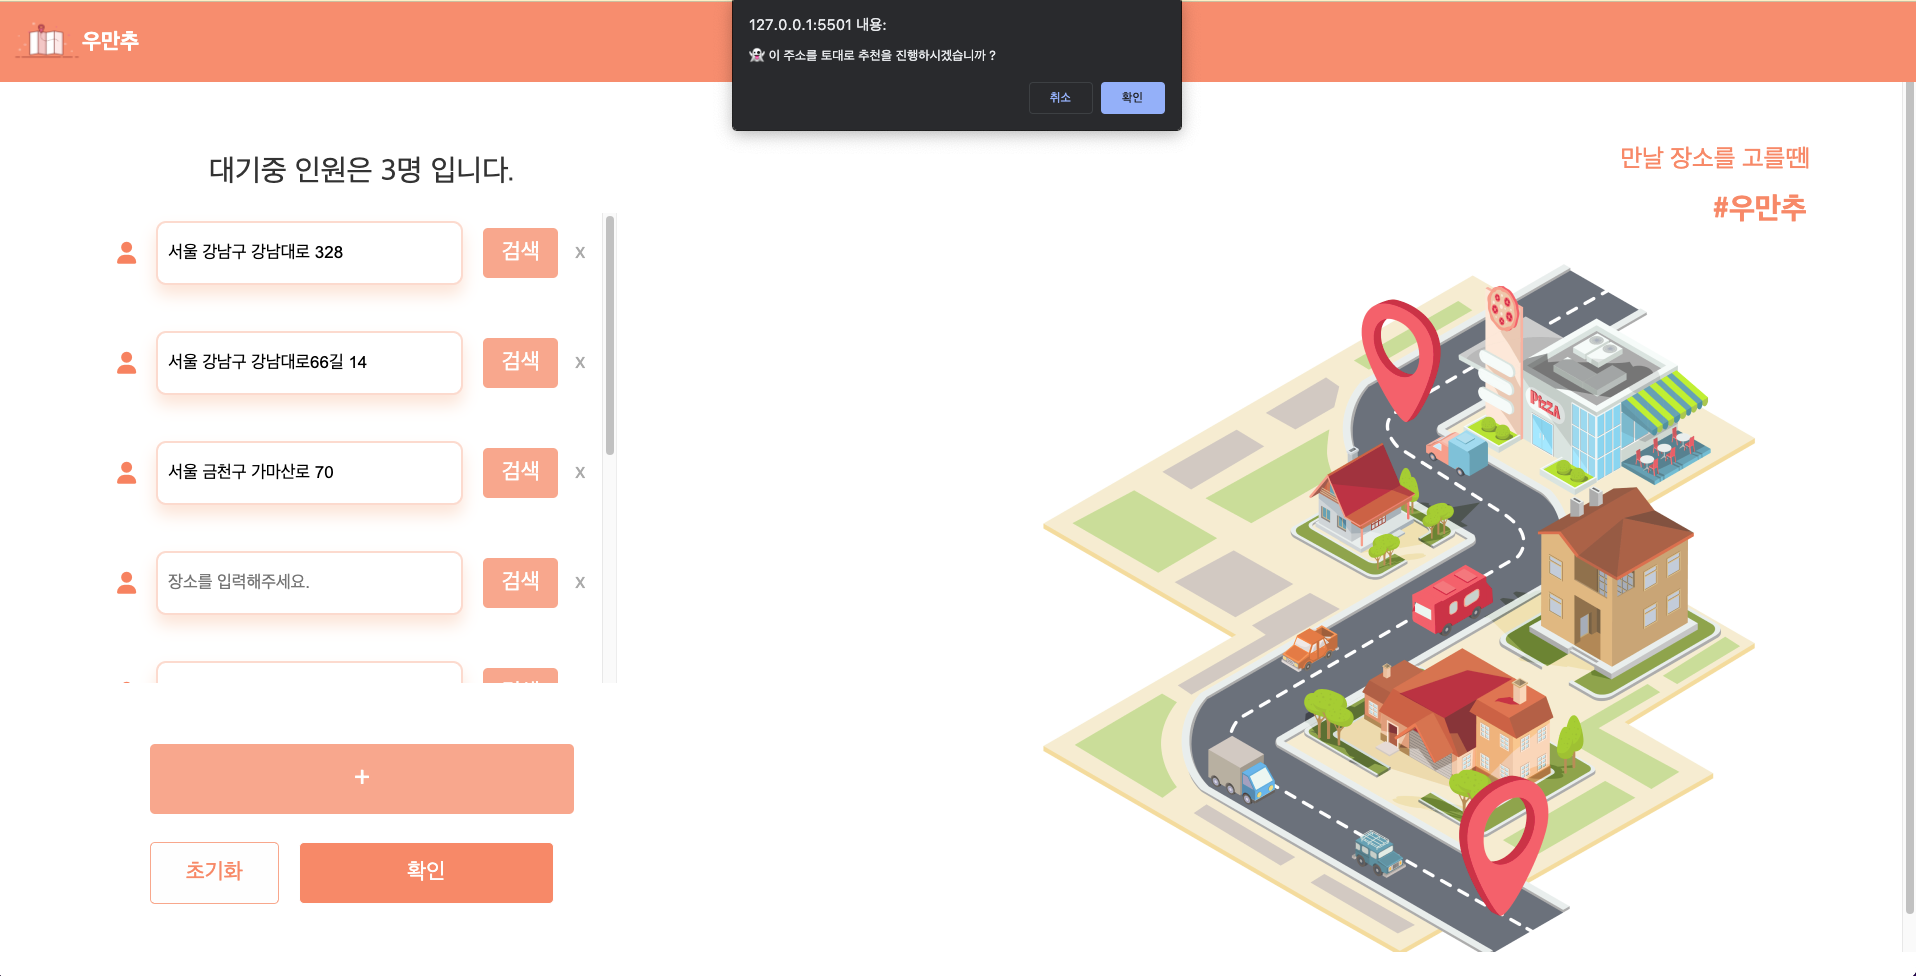 우만추
127.0.0.1:5501 내용:
👻 이 주소를 토대로 추천을 진행하시겠습니까 ?
취소
확인
대기중 인원은 3명 입니다.
서울 강남구 강남대로 328
검색
x
서울 강남구 강남대로66길 14
검색
x
서울 금천구 가마산로 70
검색
x
장소를 입력해주세요.
검색
x
검색
+
초기화
확인
만날 장소를 고를땐
#우만추
PizzA